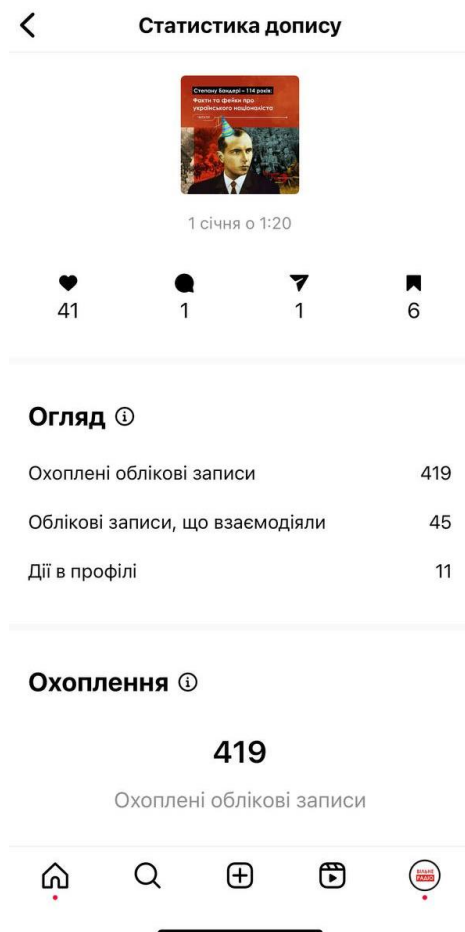 Статистика допису
Степану Бандері – 114 років:
Факти та фейки про
українського націоналіста
1 січня о 1:20
41
1
1
6
Огляд
Охоплені облікові записи
419
Облікові записи, що взаємодіяли
45
Дії в профілі
11
Охоплення
419
Охоплені облікові записи
ВІЛЬНЕ
РАДІО